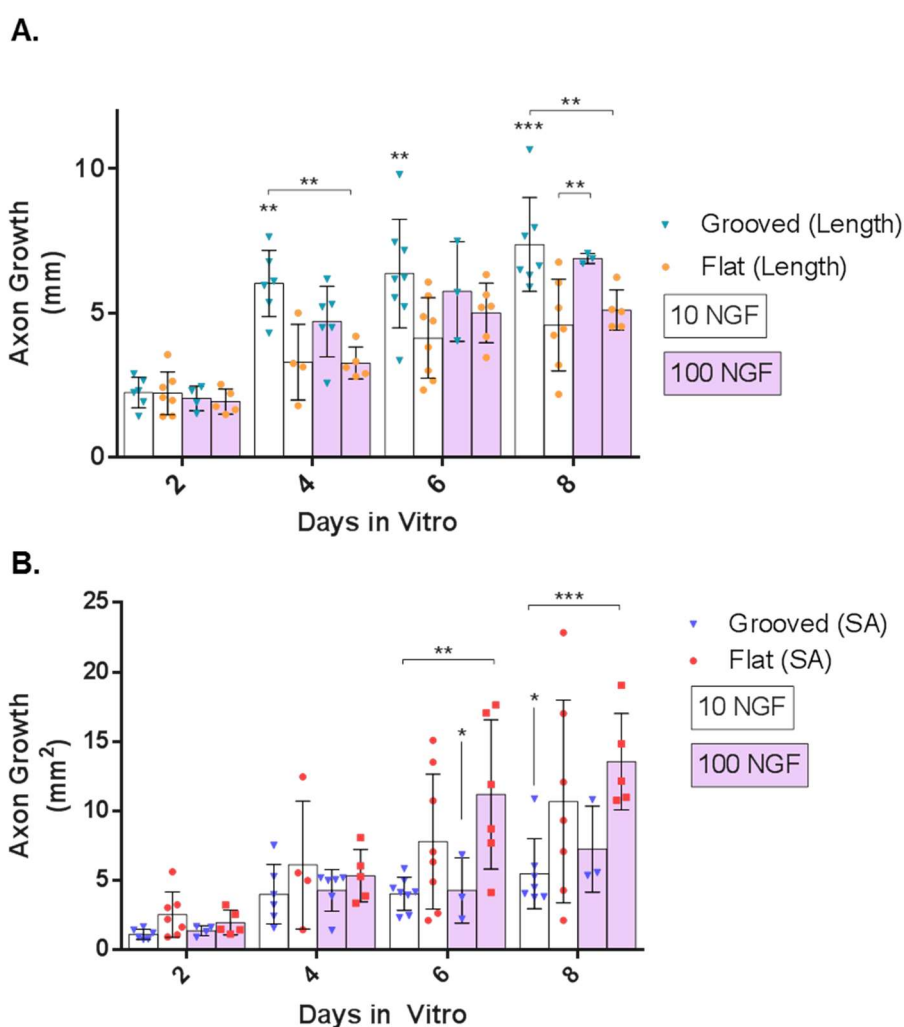 A.
**
***
**
**
**
**
10
5
0
Axon Growth
(mm)
2
4
6
8
Days in Vitro
Grooved (Length)
Flat (Length)
10 NGF
100 NGF
B.
***
**
*
*
25
20
15
10
5
0
Axon Growth
(mm²)
2
4
6
8
Days in Vitro
Grooved (SA)
Flat (SA)
10 NGF
100 NGF